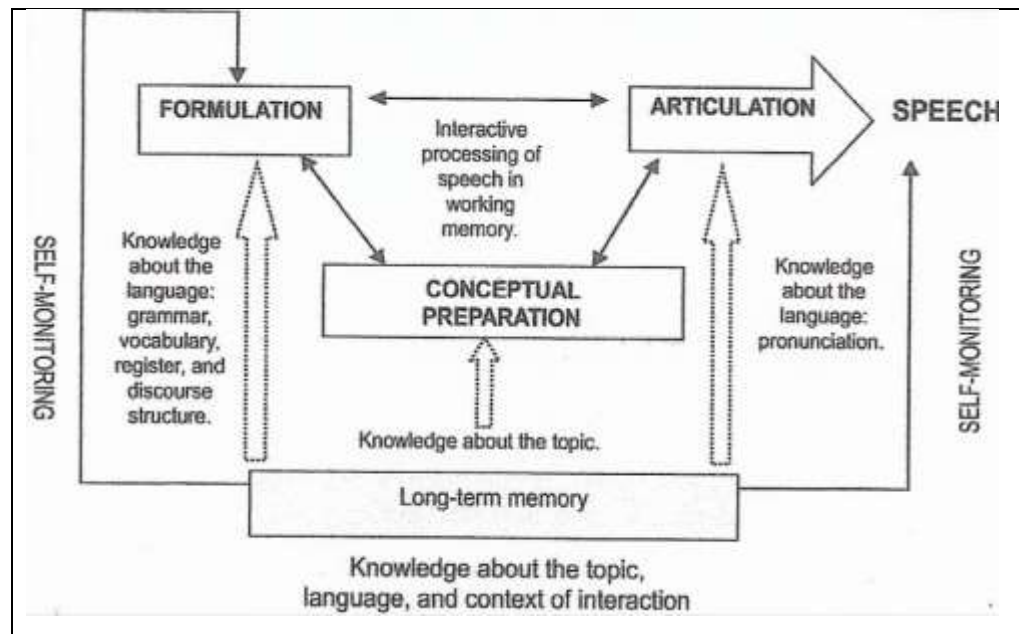 FORMULATION
ARTICULATION
SPEECH
Interactive
processing of
speech in
working
memory.
SELF-MONITORING
Knowledge
about the
language:
grammar,
vocabulary,
register, and
discourse
structure.
CONCEPTUAL
PREPARATION
Knowledge
about the
language:
pronunciation.
SELF-MONITORING
Knowledge about the topic.
Long-term memory
Knowledge about the topic,
language, and context of interaction